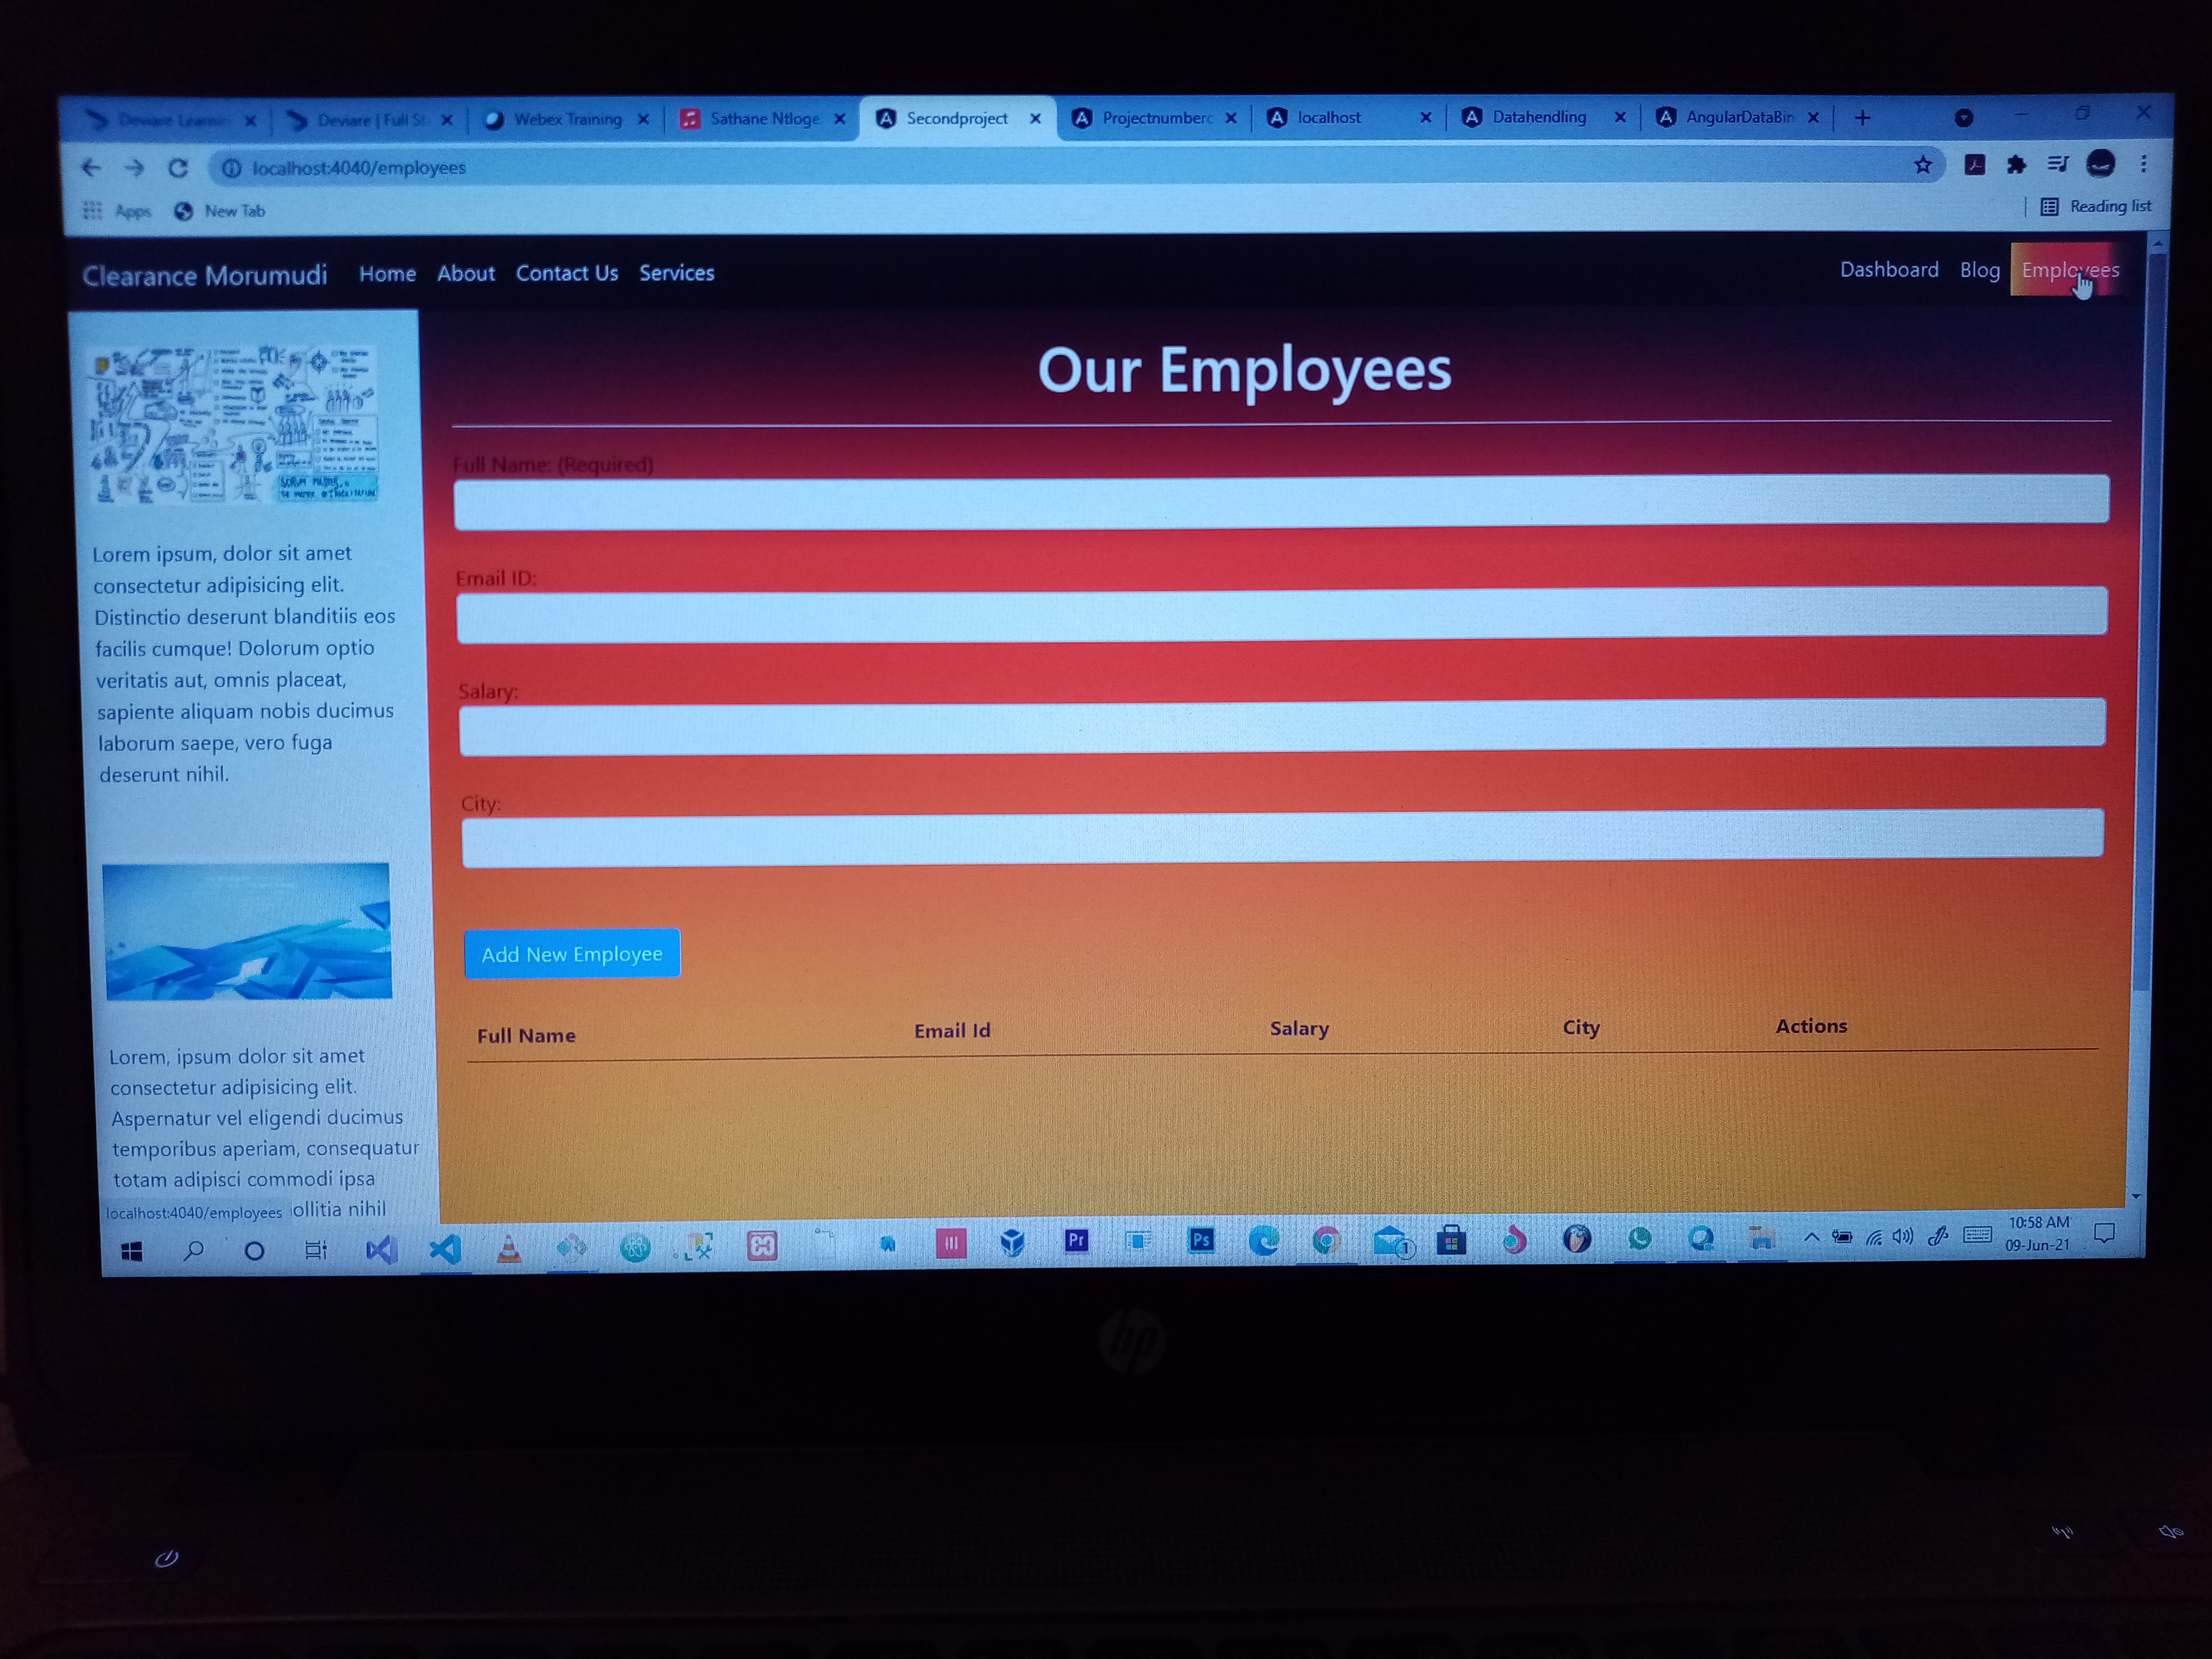 Deviare Learnin
Deviare | Full St
Webex Training
Sathane Ntloge
Secondproject
Projectnumberc
localhost
Datahendling
AngularDataBin
localhost:4040/employees
Apps
New Tab
Reading list
Clearance Morumudi
Home
About
Contact Us
Services
Dashboard
Blog
Employees
Our Employees
Full Name: (Required)
Email ID:
Salary:
City:
Add New Employee
Full Name
Email Id
Salary
City
Actions
Lorem ipsum, dolor sit amet
consectetur adipisicing elit.
Distinctio deserunt blanditiis eos
facilis cumque! Dolorum optio
veritatis aut, omnis placeat,
sapiente aliquam nobis ducimus
laborum saepe, vero fuga
deserunt nihil.
Lorem, ipsum dolor sit amet
consectetur adipisicing elit.
Aspernatur vel eligendi ducimus
temporibus aperiam, consequatur
totam adipisci commodi ipsa
ollitia nihil
localhost:4040/employees
Pr
Ps
1
10:58 AM
09-Jun-21
hp